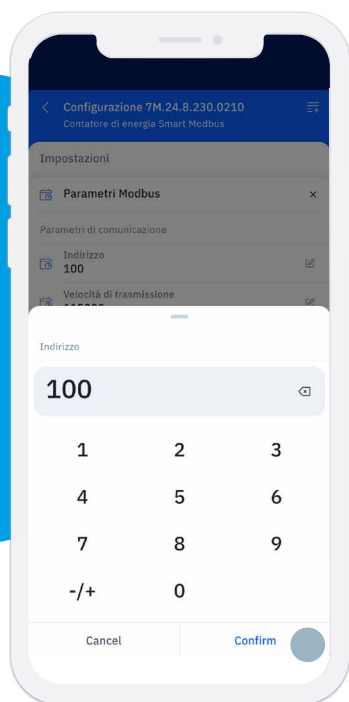 Configurazione 7M.24.8.230.0210
Contatore di energia Smart Modbus
Impostazioni
Parametri Modbus
Parametri di comunicazione
Indirizzo
100
Velocità di trasmissione
Indirizzo
100
1 2 3
4 5 6
7 8 9
-/+ 0
Cancel Confirm